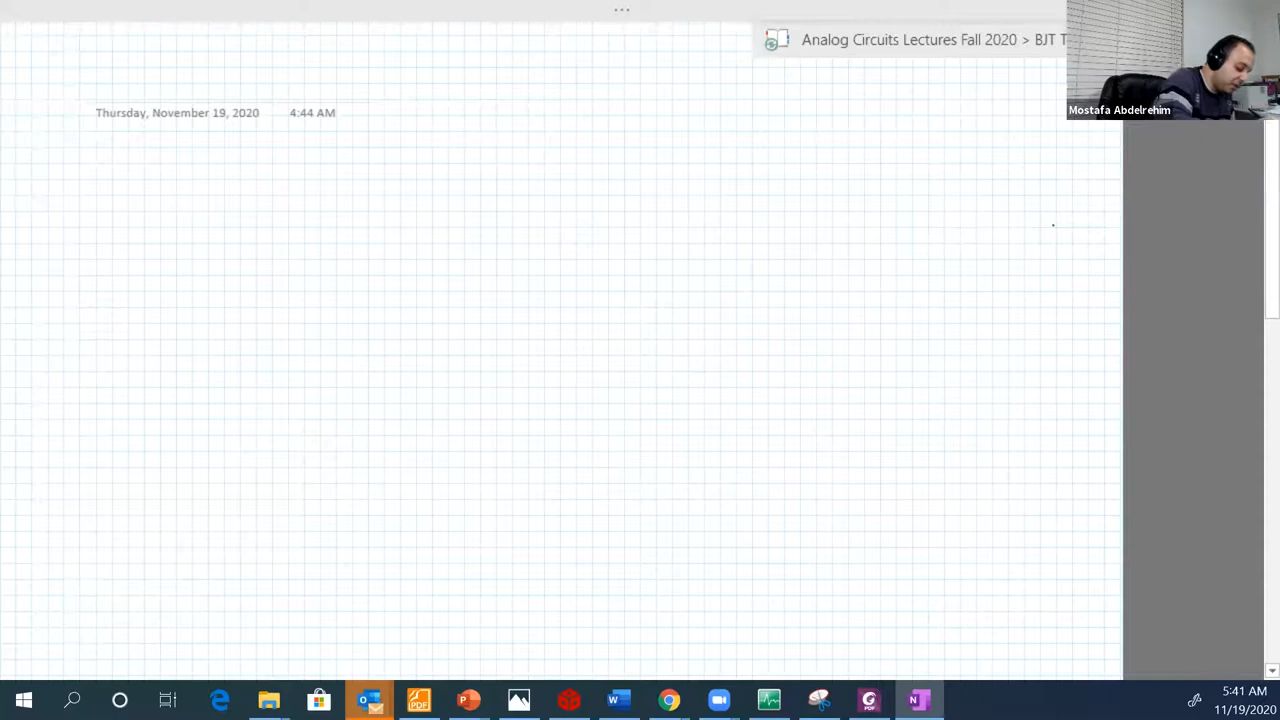 Analog Circuits Lectures Fall 2020 > BJT T
Mostafa Abdelrehim
Thursday, November 19, 2020 4:44 AM
5:41 AM
11/19/2020